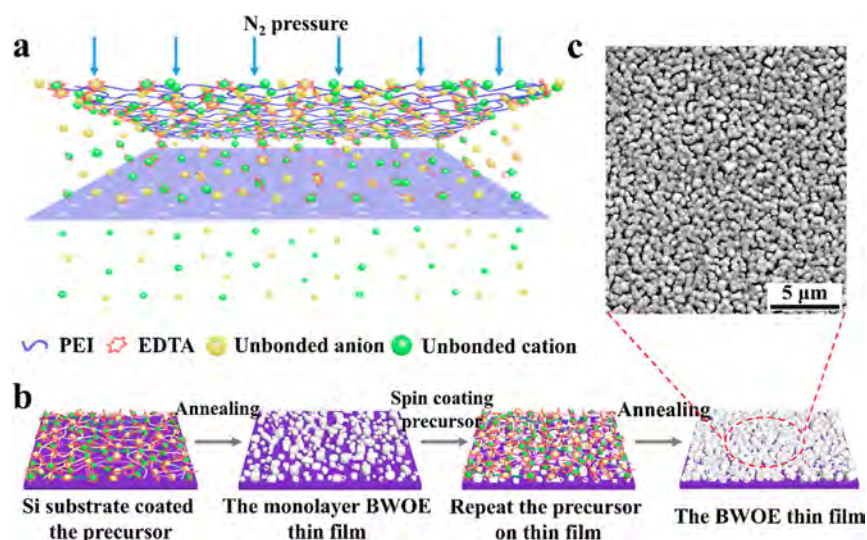 a
N₂ pressure
c
5 μm
PEI
EDTA
Unbonded anion
Unbonded cation
b
Annealing
Spin coating
precursor
Annealing
Si substrate coated
the precursor
The monolayer BWOE
thin film
Repeat the precursor
on thin film
The BWOE thin film